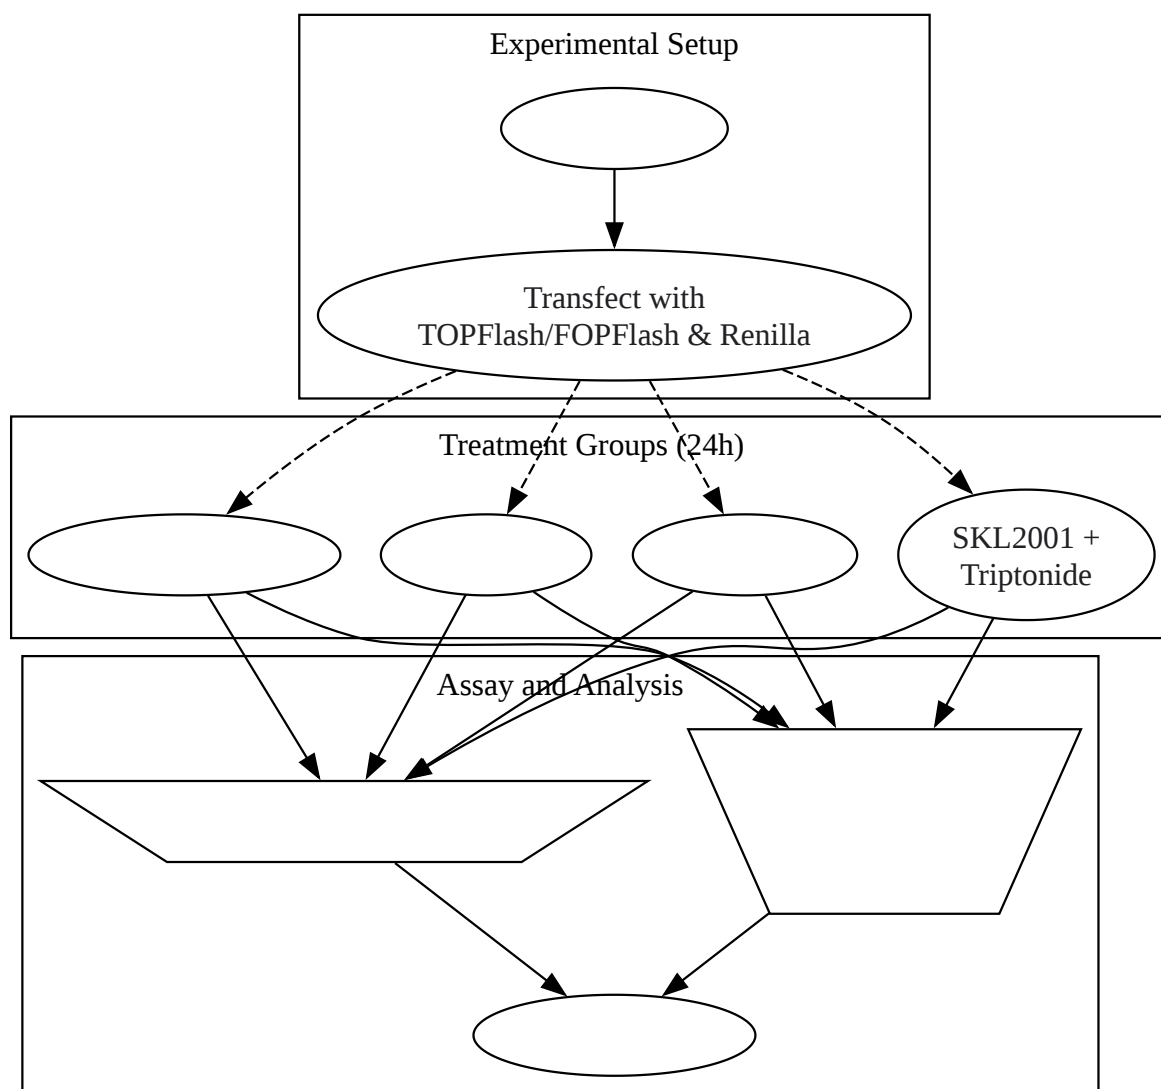 Experimental Setup
Transfect with
TOPFlash/FOPFlash & Renilla
Treatment Groups (24h)
SKL2001 +
Triptonide
Assay and Analysis